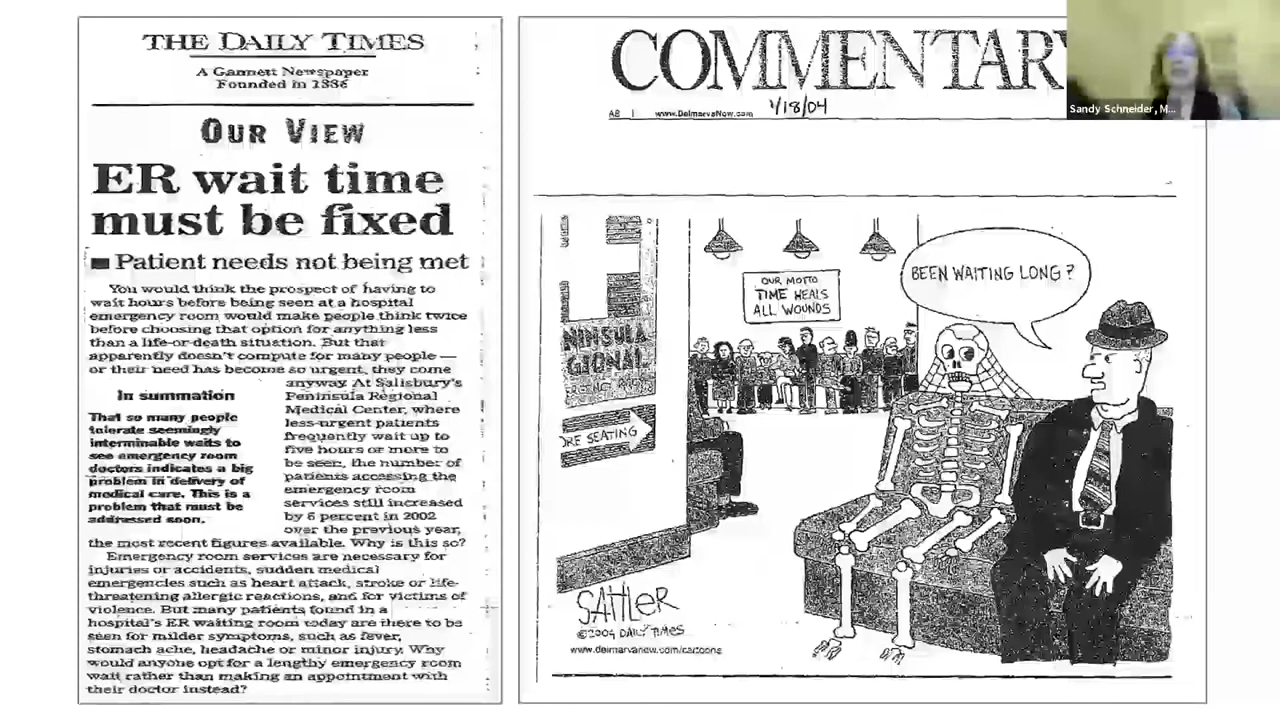 THE DAILY TIMES
A Gannett Newspaper
Founded in 1886
OUR VIEW
ER wait time
must be fixed
Patient needs not being met
You would think the prospect of having to
wait hours before being seen at a hospital
emergency room would make people think twice
before choosing that option for anything less
than a life-or-death situation. But that
apparently doesn't compute for many people —
or their need has become so urgent, they come
anyway At Salisbury's
Peninsula Regional
Medical Center, where
less-urgent patients
frequently wait up to
five hours or more to
be seen, the number of
patients accessing the
emergency room
services still increased
by 6 percent in 2002
over the previous year,
In summation
That so many people
tolerate seemingly
interminable waits to
see emergency room
doctors indicates a big
problem in delivery of
medical care. This is a
problem that must be
addressed soon.
the most recent figures available. Why is this so?
Emergency room services are necessary for
injuries or accidents, sudden medical
emergencies such as heart attack, stroke or life-
threatening allergic reactions, and for victims of
violence. But many patients found in a
hospital's ER waiting room today are there to be
seen for milder symptoms, such as fever,
stomach ache, headache or minor injury. Why
would anyone opt for a lengthy emergency room
wait rather than making an appointment with
their doctor instead?
COMMENTARY
A8 | www.DelmarvaNow.com 1/18/04
Sandy Schneider, M...
OUR MOTTO
TIME HEALS
ALL WOUNDS
BEEN WAITING LONG?
NINSULA
GIONAL
ORE SEATING
SATTLER
©2004 DAILY TIMES
www.delmarvanow.com/cartoons